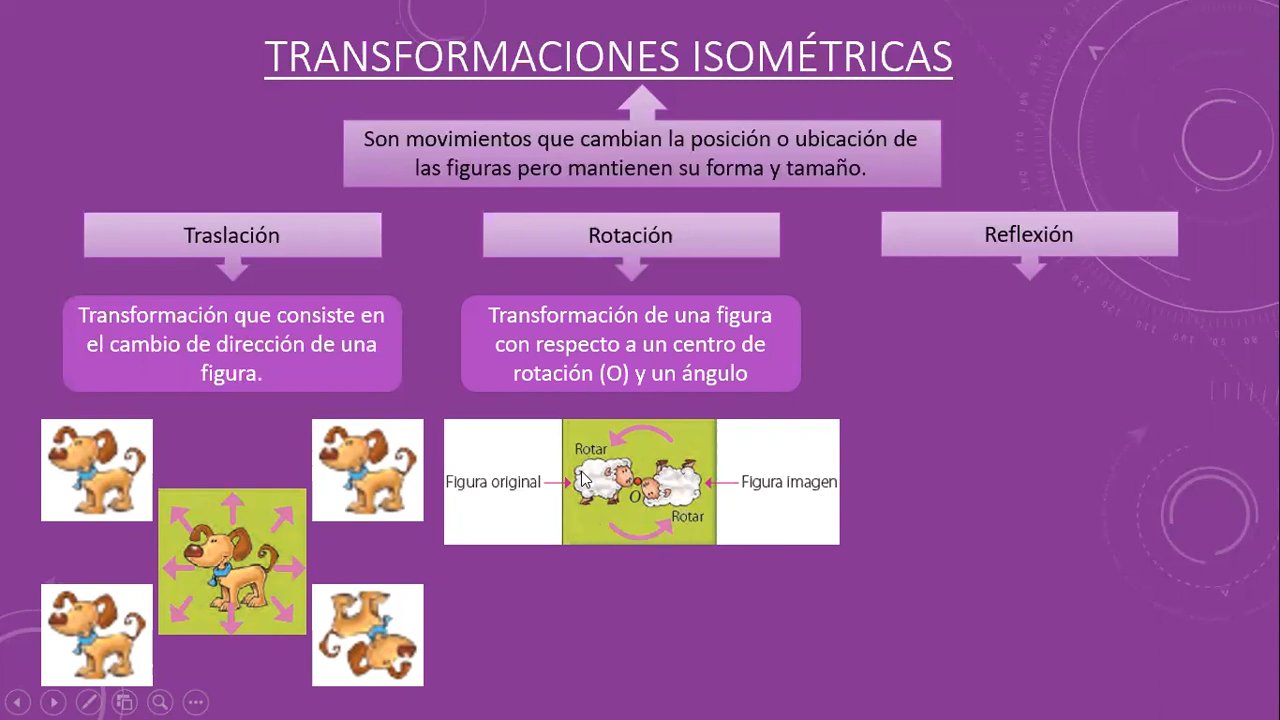 TRANSFORMACIONES ISOMÉTRICAS
Son movimientos que cambian la posición o ubicación de
las figuras pero mantienen su forma y tamaño.
Traslación
Rotación
Reflexión
Transformación que consiste en
el cambio de dirección de una
figura.
Transformación de una figura
con respecto a un centro de
rotación (O) y un ángulo
Rotar
Figura original
O
Figura imagen
Rotar